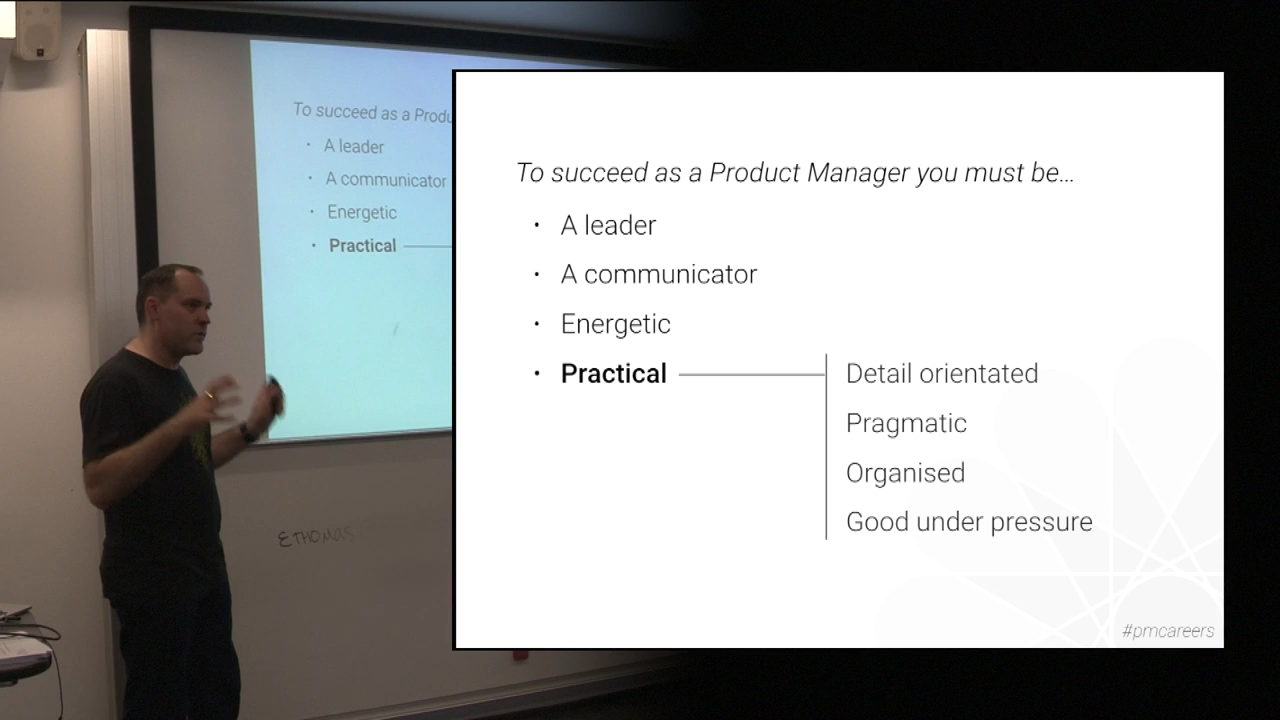 To succeed as a Produ
• A leader
• A communicator
• Energetic
• Practical
ETHOMAS
To succeed as a Product Manager you must be...
• A leader
• A communicator
• Energetic
• Practical
Detail orientated
Pragmatic
Organised
Good under pressure
#pmcareers